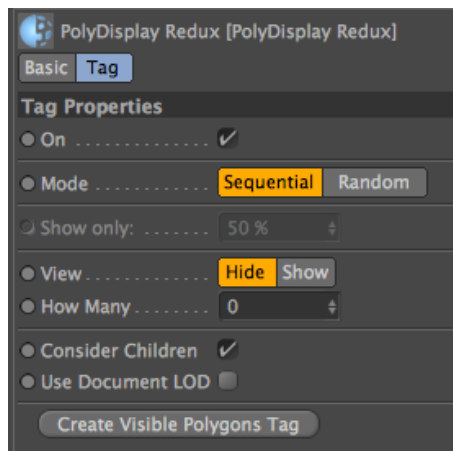 PolyDisplay Redux [PolyDisplay Redux]
Basic Tag
Tag Properties
On . . . . . . . . . . . . . .
Mode . . . . . . . . . . . . Sequential Random
Show only: . . . . . . . 50 %
View . . . . . . . . . . . . . Hide Show
How Many . . . . . . . . 0
Consider Children
Use Document LOD
Create Visible Polygons Tag